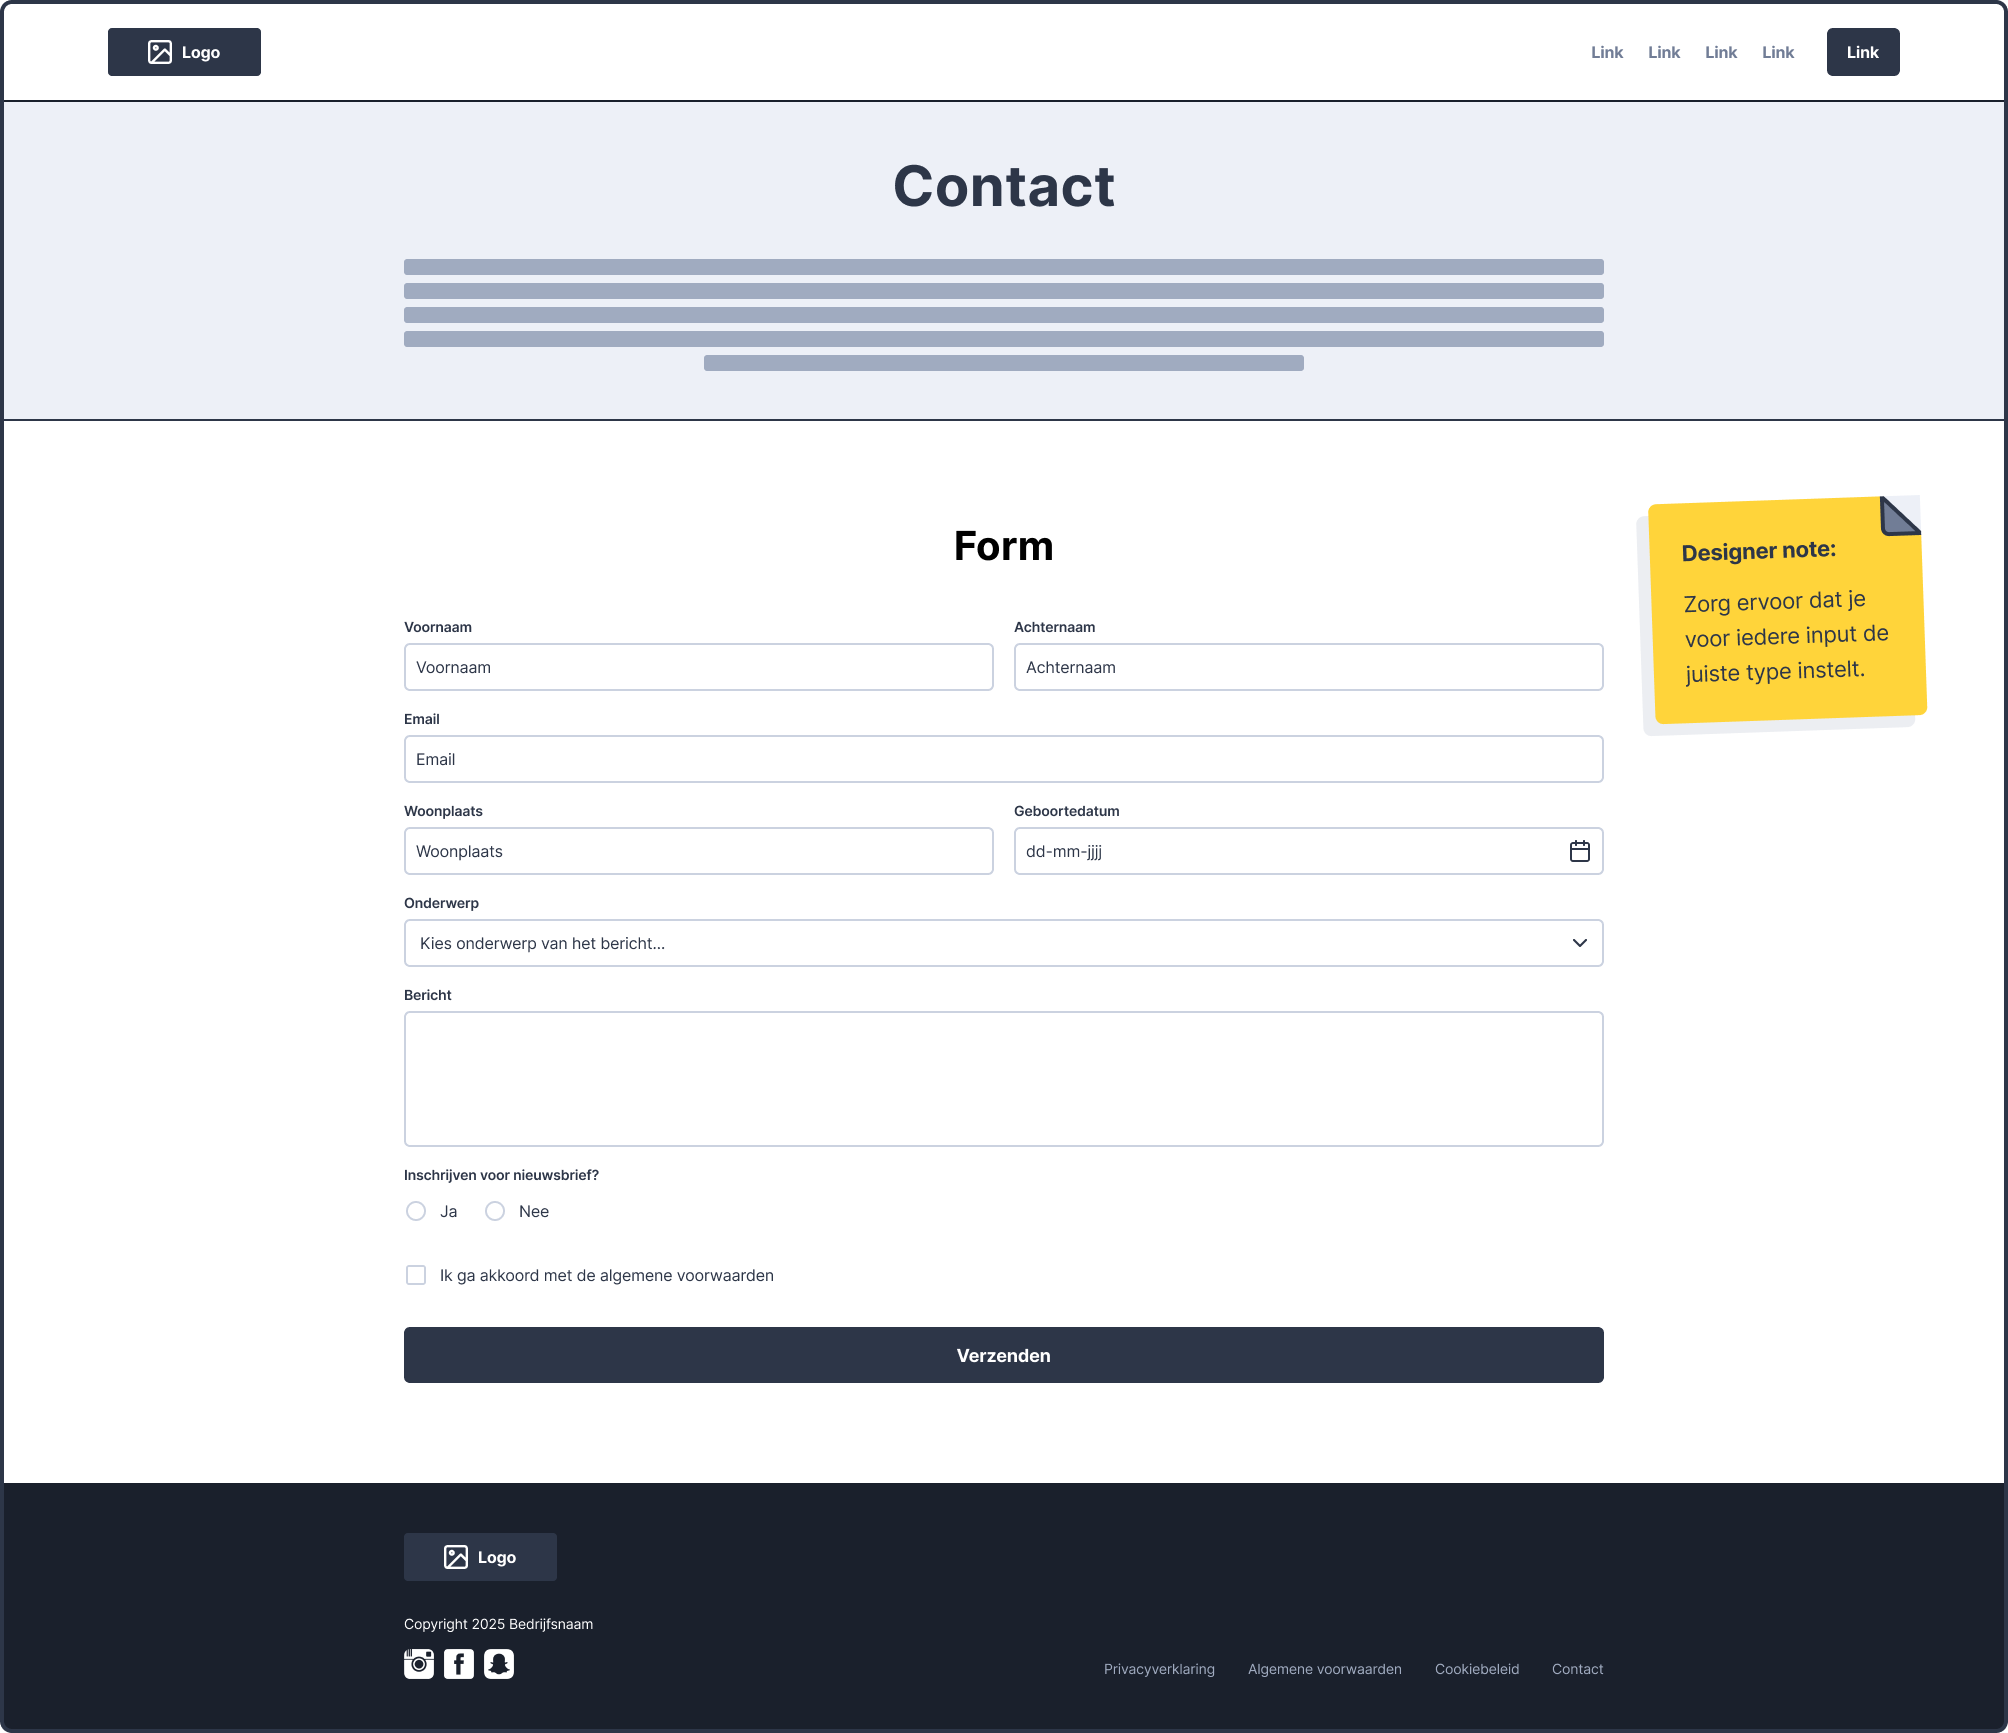 Logo
Link Link Link Link Link
Contact
Form
Designer note:
Zorg ervoor dat je
voor iedere input de
juiste type instelt.
Voornaam Achternaam
Voornaam Achternaam
Email
Email
Woonplaats Geboortedatum
Woonplaats dd-mm-jjjj
Onderwerp
Kies onderwerp van het bericht...
Bericht
Inschrijven voor nieuwsbrief?
Ja Nee
Ik ga akkoord met de algemene voorwaarden
Verzenden
Logo
Copyright 2025 Bedrijfsnaam
Privacyverklaring Algemene voorwaarden Cookiebeleid Contact